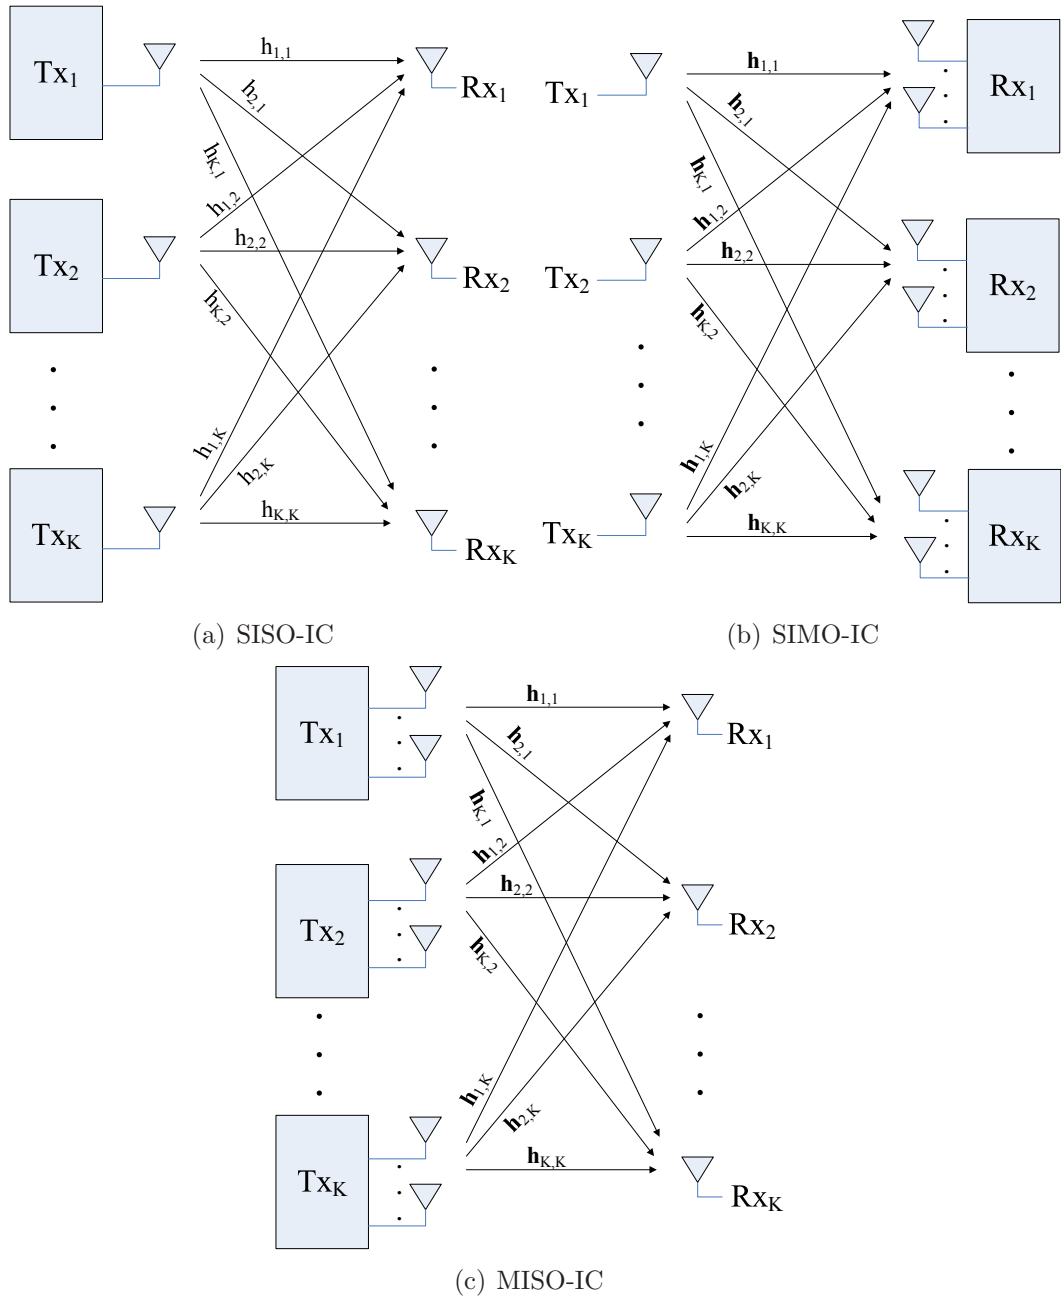 Tx1
h1,1
Rx1
h2,1
hK,1
h1,2
Tx2
h2,2
Rx2
hK,2
h1,K
h2,K
TxK
hK,K
RxK
(a) SISO-IC
Tx1
h1,1
Rx1
h2,1
hK,1
h1,2
Tx2
h2,2
Rx2
hK,2
h1,K
h2,K
TxK
hK,K
RxK
(b) SIMO-IC
Tx1
h1,1
Rx1
h2,1
hK,1
h1,2
Tx2
h2,2
Rx2
hK,2
h1,K
h2,K
TxK
hK,K
RxK
(c) MISO-IC